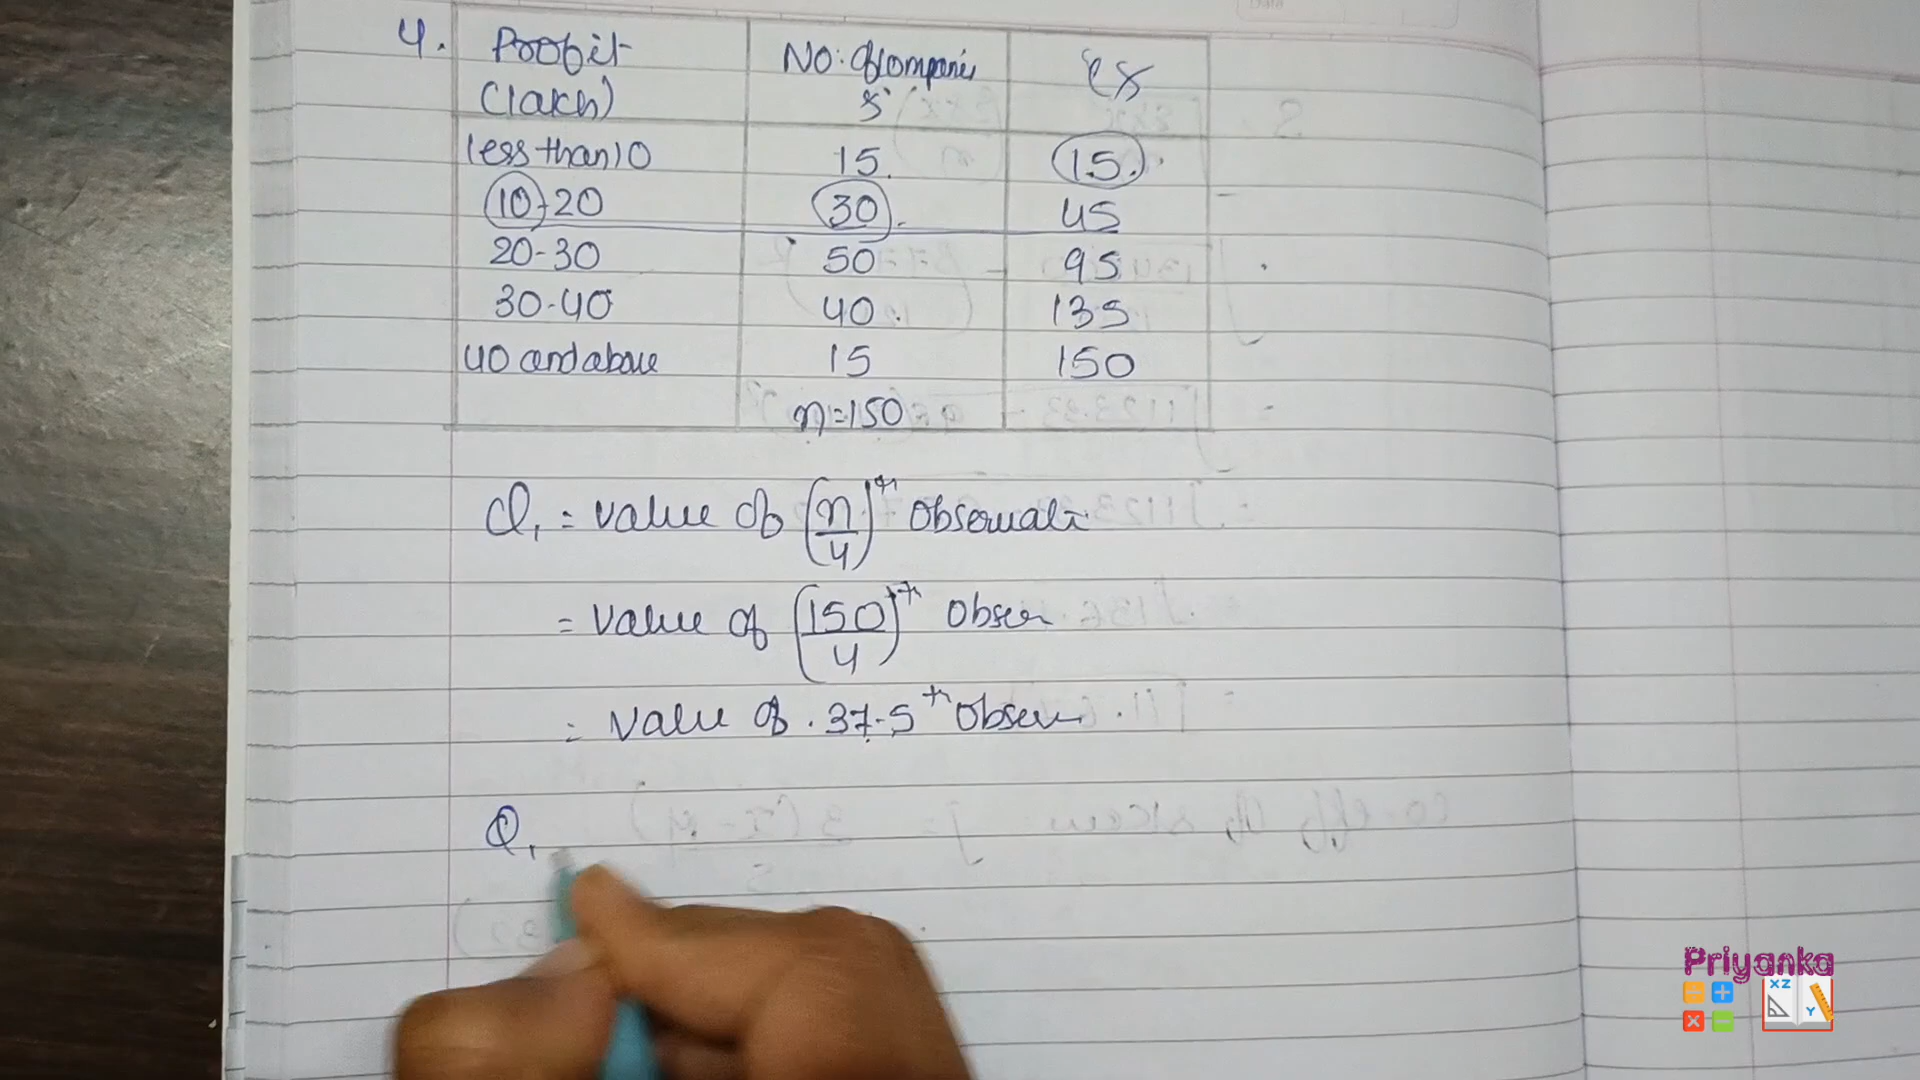 4. Profit No: of Companies
(lakh) f cf
less than 10 15 15
10-20 30 45
20-30 50 95
30-40 40 135
40 and above 15 150
n=150
Q₁ = value of (n/4)th Observati
= Value of (150/4)th Obser
= Value of 37.5th Obser
Q₁
Priyanka
XZ
Y